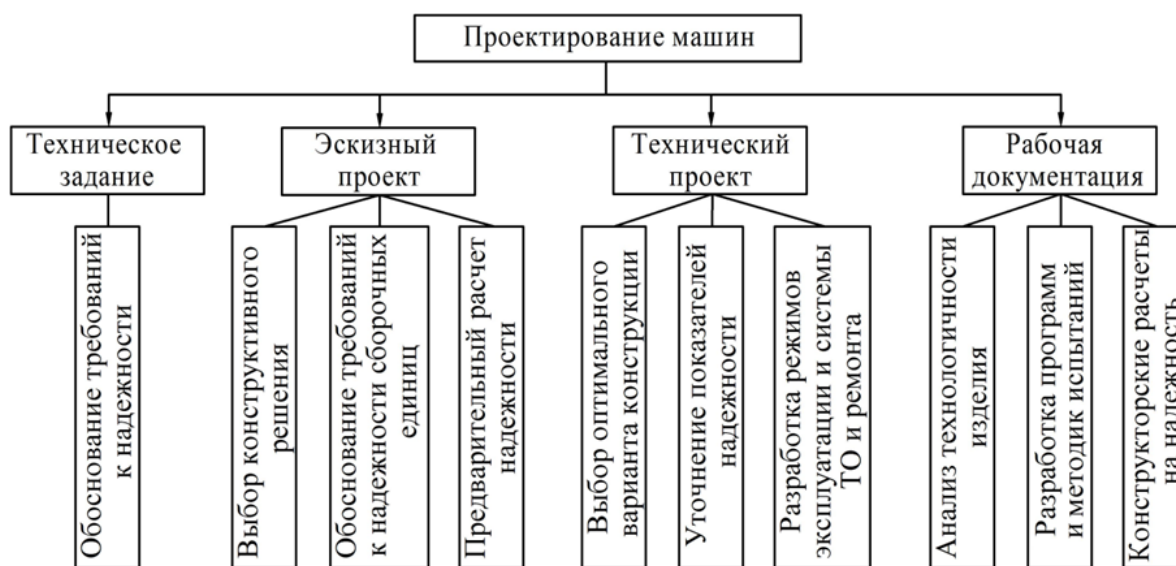 Проектирование машин
Техническое
задание
Эскизный
проект
Технический
проект
Рабочая
документация
Обоснование требований
к надежности
Выбор конструктивного
решения
Обоснование требований
к надежности сборочных
единиц
Предварительный расчет
надежности
Выбор оптимального
варианта конструкции
Уточнение показателей
надежности
Разработка режимов
эксплуатации и системы
ТО и ремонта
Анализ технологичности
изделия
Разработка программ
и методик испытаний
Конструкторские расчеты
на надежность